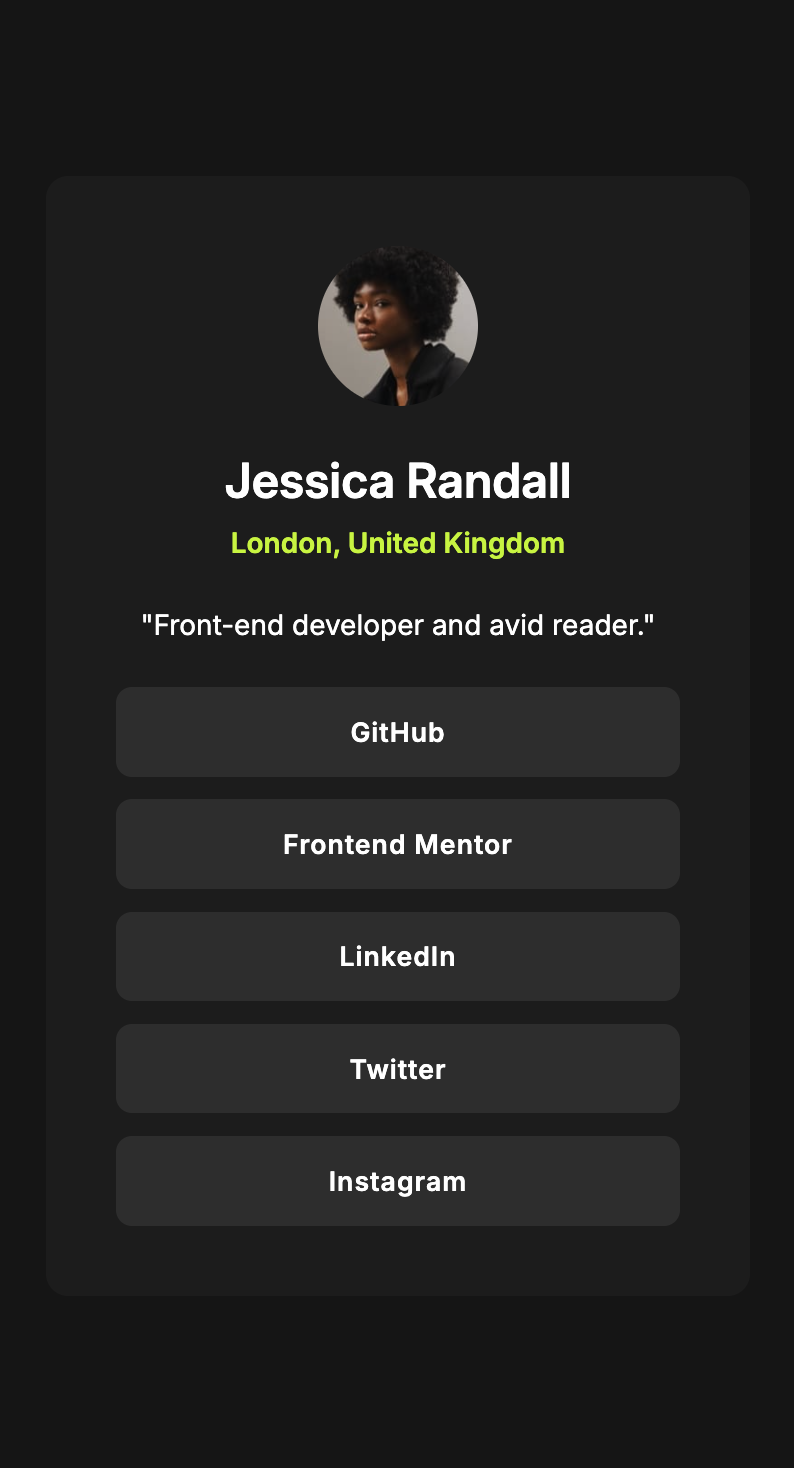 Jessica Randall
London, United Kingdom
"Front-end developer and avid reader."
GitHub
Frontend Mentor
LinkedIn
Twitter
Instagram